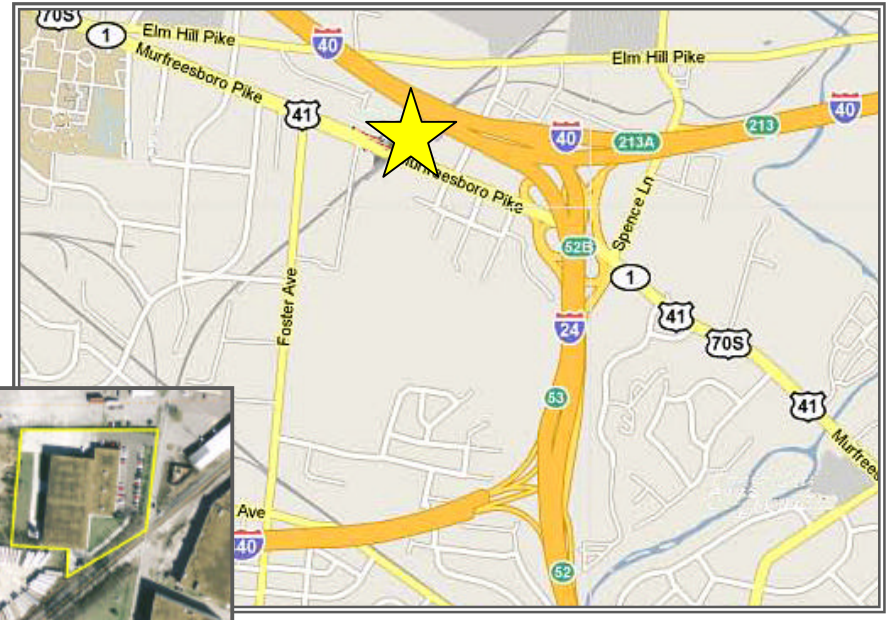 70S
1
Elm Hill Pike
40
Elm Hill Pike
Murfreesboro Pike
41
40
213A
213
40
Murfreesboro Pike
Spence Ln
52B
1
Foster Ave
24
41
70S
53
41
Murfrees
Ave
40
52